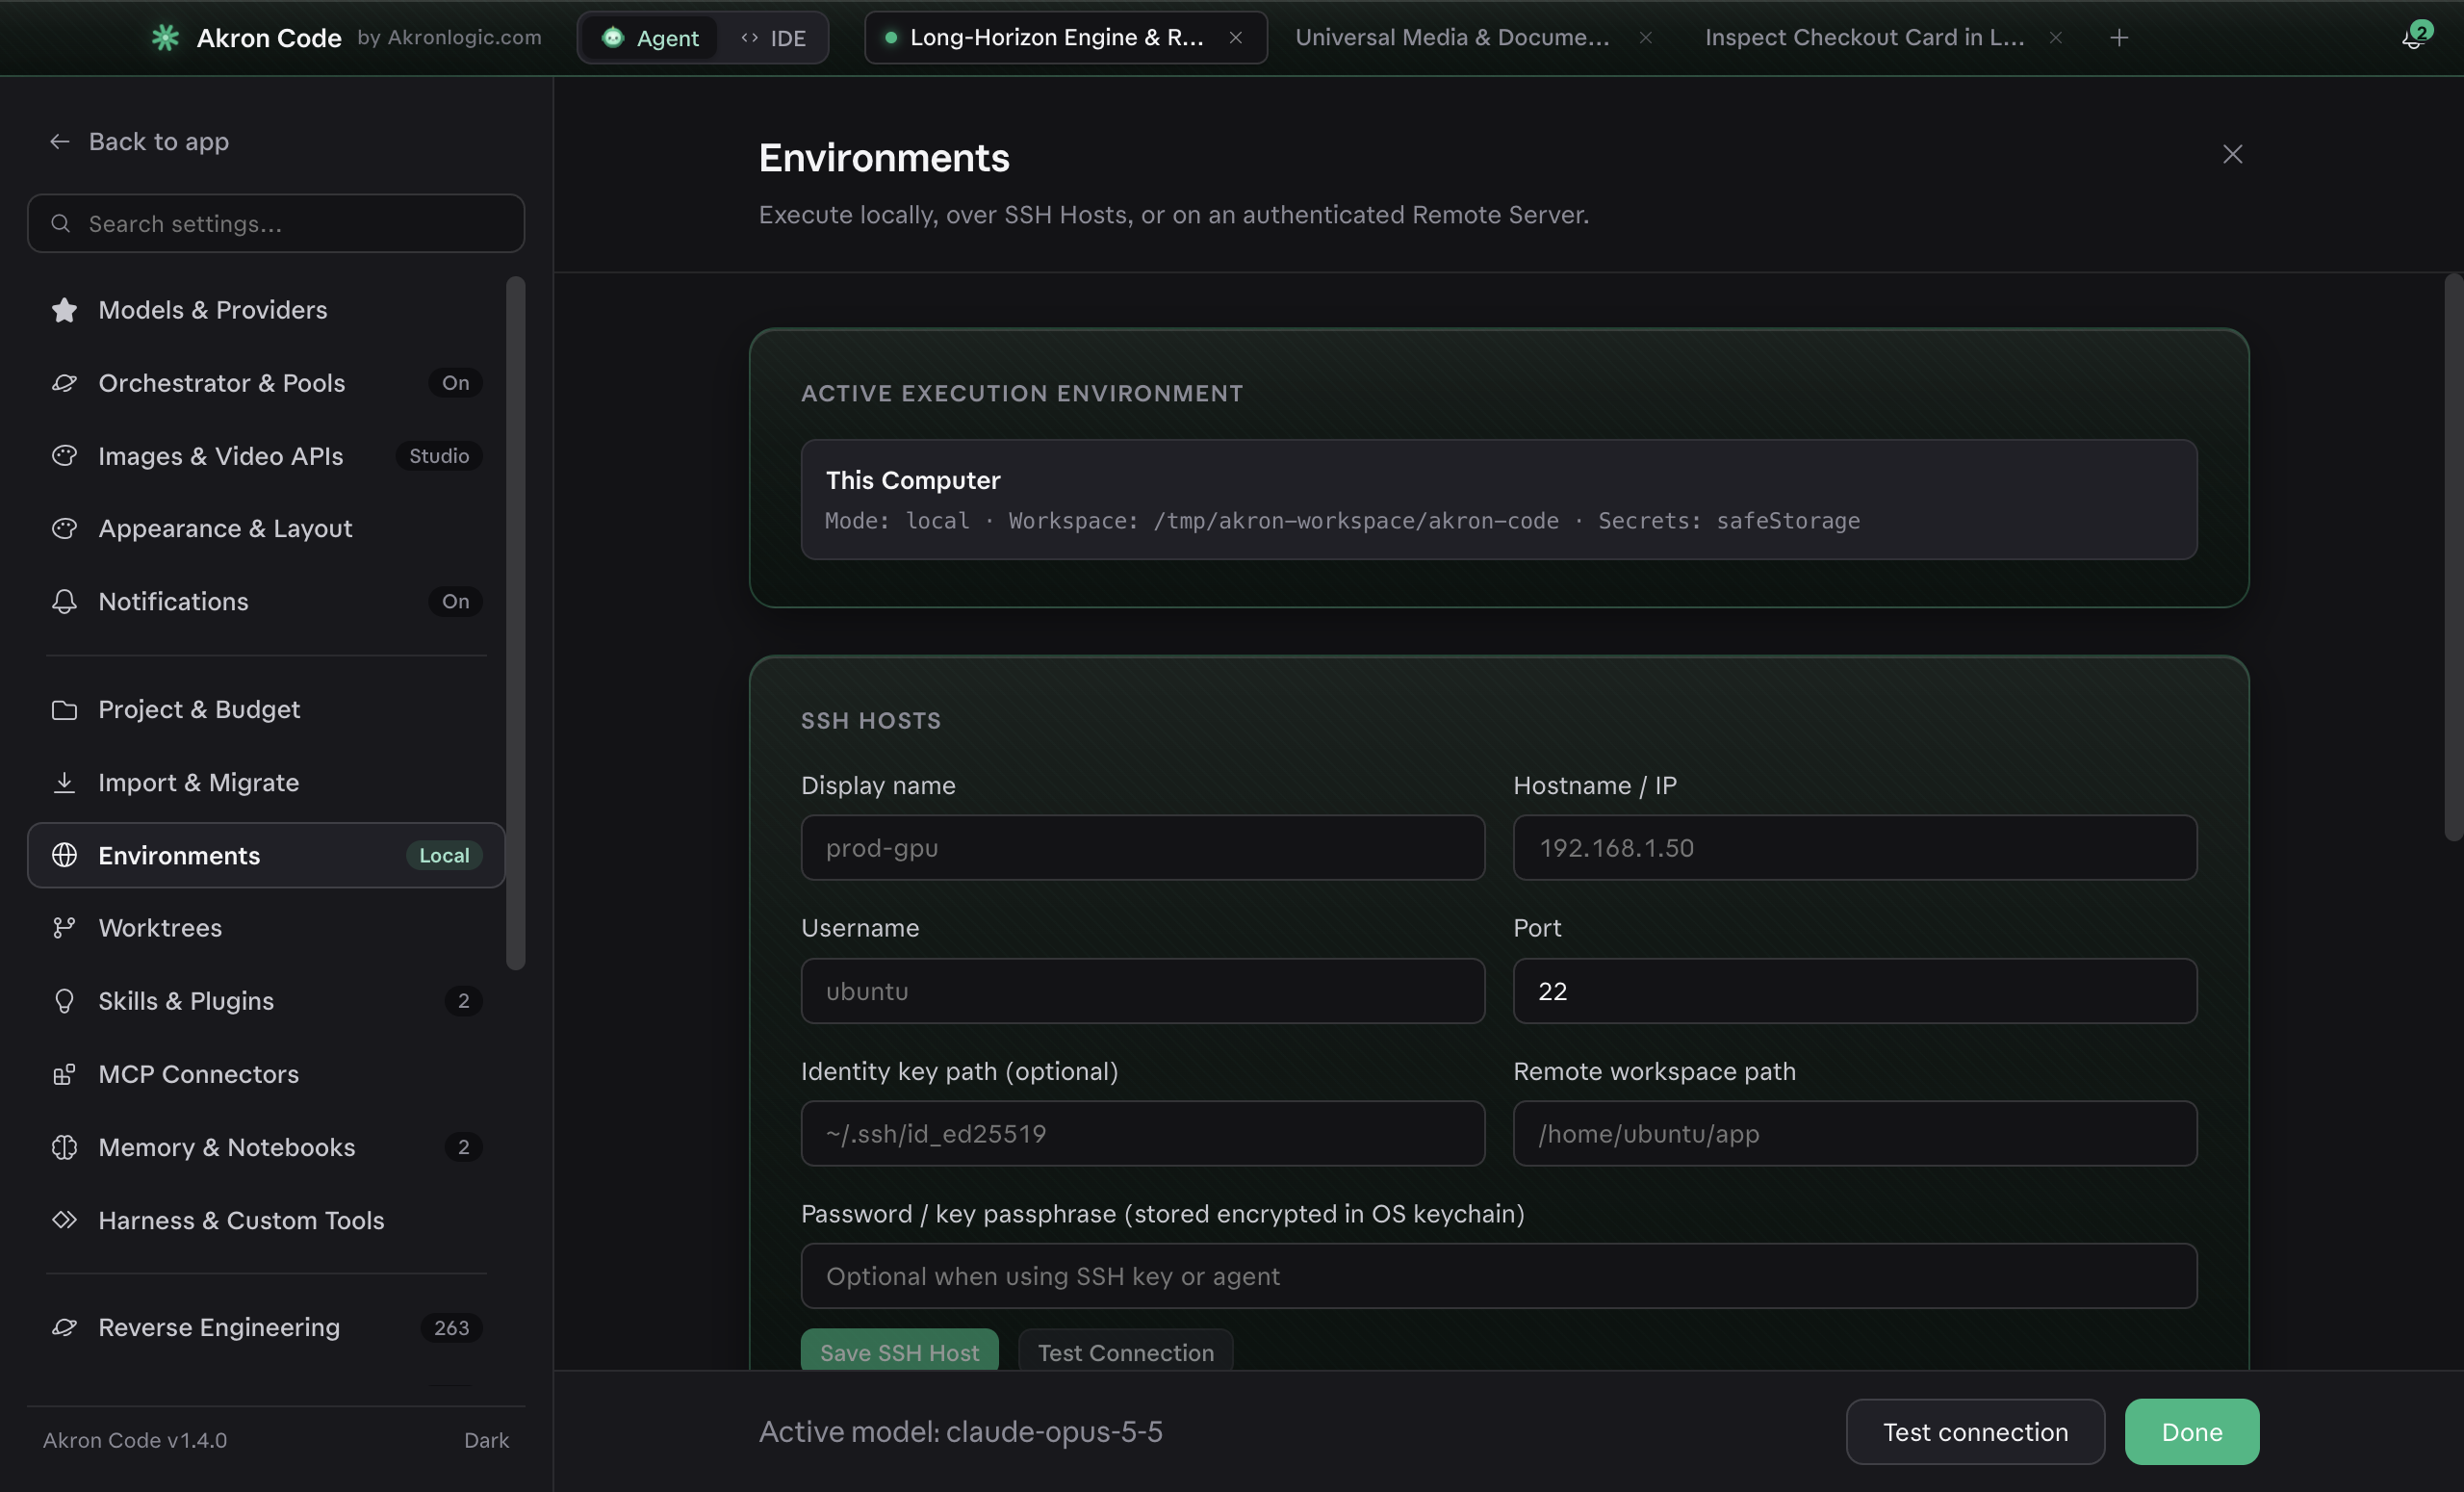 Akron Code by Akronlogic.com
Agent
IDE
Long-Horizon Engine & R...
Universal Media & Docume...
Inspect Checkout Card in L...
2
Back to app
Search settings...
Models & Providers
Orchestrator & Pools On
Images & Video APIs Studio
Appearance & Layout
Notifications On
Project & Budget
Import & Migrate
Environments Local
Worktrees
Skills & Plugins 2
MCP Connectors
Memory & Notebooks 2
Harness & Custom Tools
Reverse Engineering 263
Akron Code v1.4.0 Dark
Environments
Execute locally, over SSH Hosts, or on an authenticated Remote Server.
ACTIVE EXECUTION ENVIRONMENT
This Computer
Mode: local · Workspace: /tmp/akron-workspace/akron-code · Secrets: safeStorage
SSH HOSTS
Display name
prod-gpu
Hostname / IP
192.168.1.50
Username
ubuntu
Port
22
Identity key path (optional)
~/.ssh/id_ed25519
Remote workspace path
/home/ubuntu/app
Password / key passphrase (stored encrypted in OS keychain)
Optional when using SSH key or agent
Save SSH Host
Test Connection
Active model: claude-opus-5-5
Test connection
Done